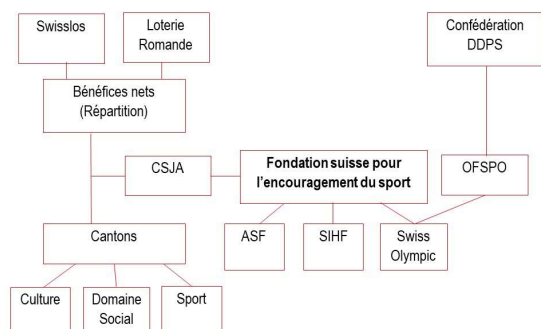 Swisslos
Loterie
Romande
Confédération
DDPS
Bénéfices nets
(Répartition)
CSJA
Fondation suisse pour
l'encouragement du sport
OFSPO
Cantons
ASF
SIHF
Swiss
Olympic
Culture
Domaine
Social
Sport